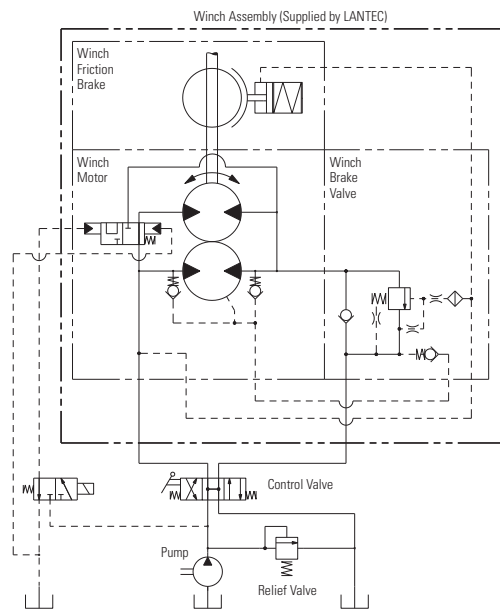 Winch Assembly (Supplied by LANTEC)
Winch
Friction
Brake
Winch
Motor
Winch
Brake
Valve
Control Valve
Pump
Relief Valve